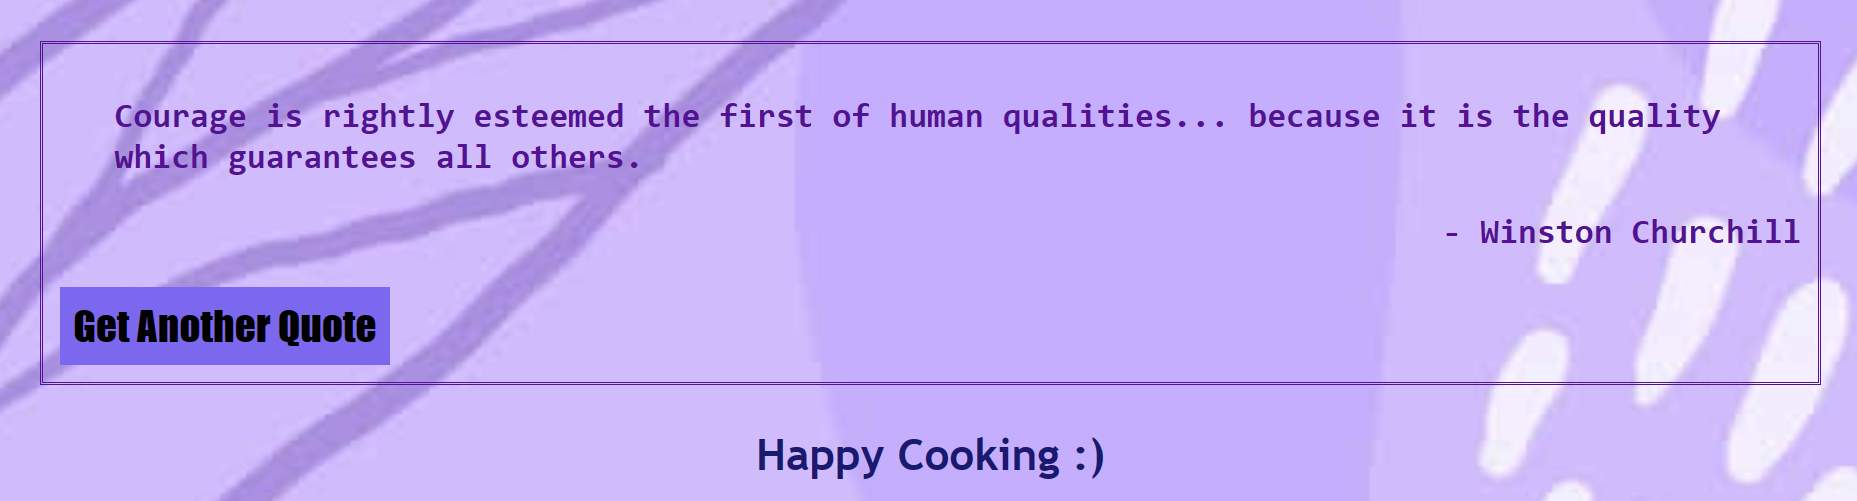 Courage is rightly esteemed the first of human qualities... because it is the quality
which guarantees all others.
- Winston Churchill
Get Another Quote
Happy Cooking :)